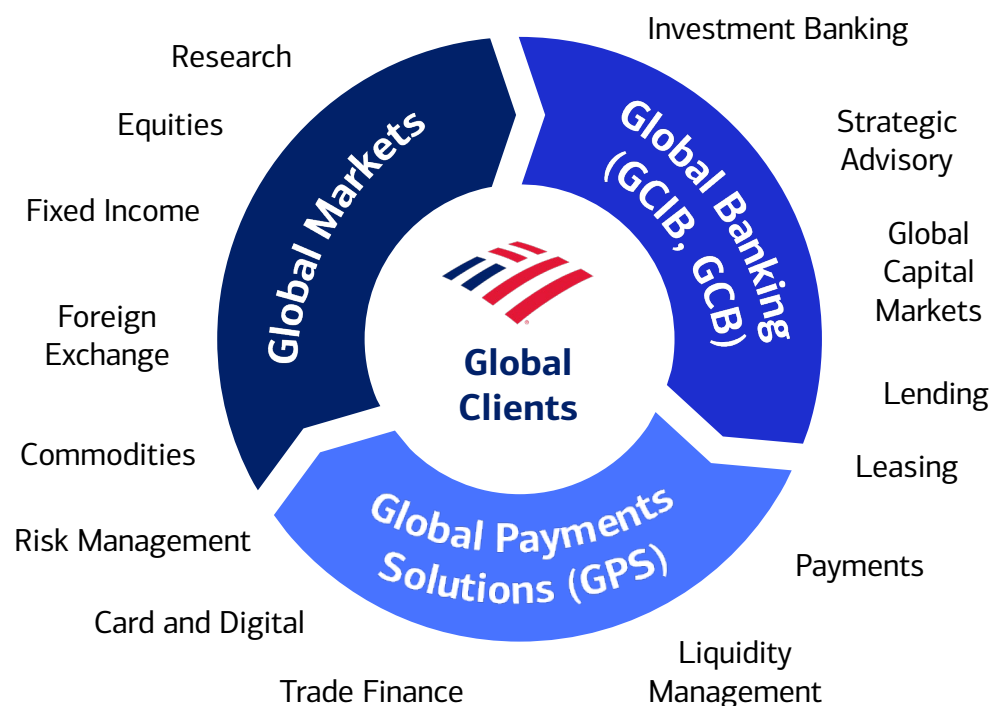 Investment Banking
Strategic
Advisory
Global
Capital
Markets
Lending
Leasing
Payments
Liquidity
Management
Trade Finance
Card and Digital
Risk Management
Commodities
Foreign
Exchange
Fixed Income
Equities
Research
Global Markets
Global Banking
(GCIB, GCB)
Global Payments
Solutions (GPS)
Global
Clients
®